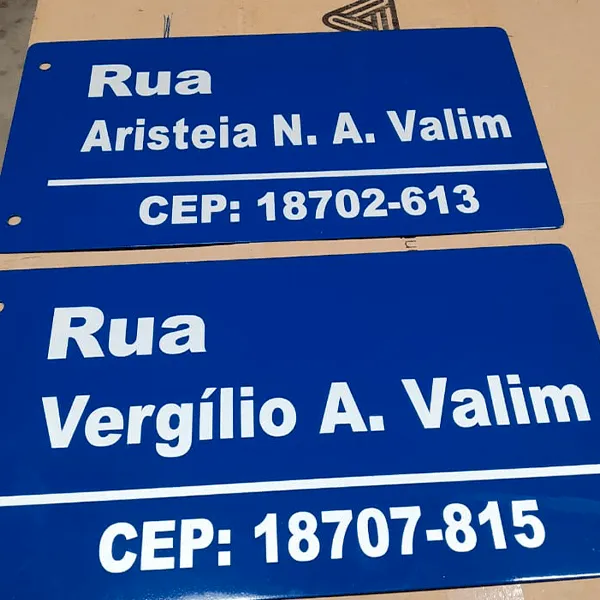 Rua
Aristeia N. A. Valim
CEP: 18702-613
Rua
Vergílio A. Valim
CEP: 18707-815